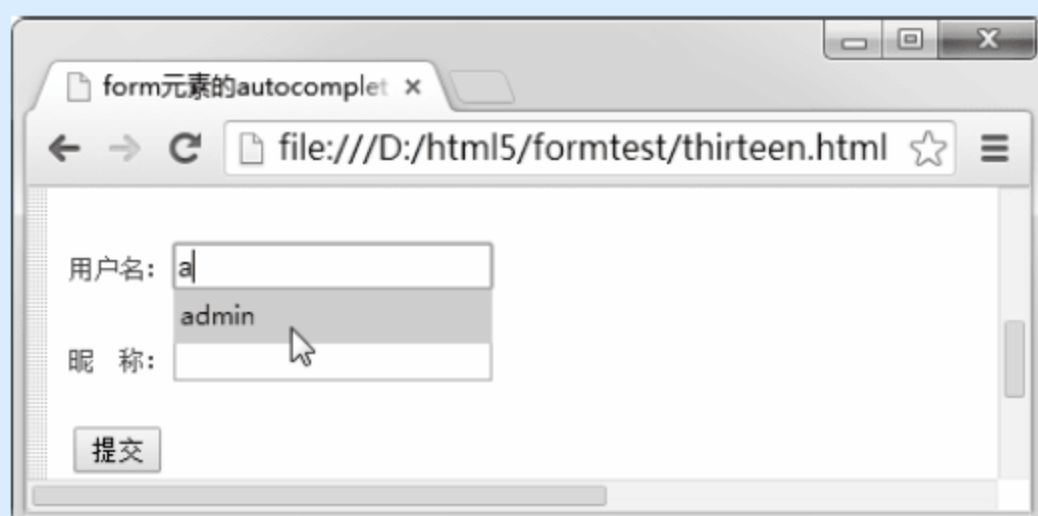 form元素的autocomplet
file:///D:/html5/formtest/thirteen.html
用户名： a
admin
昵 称：
提交